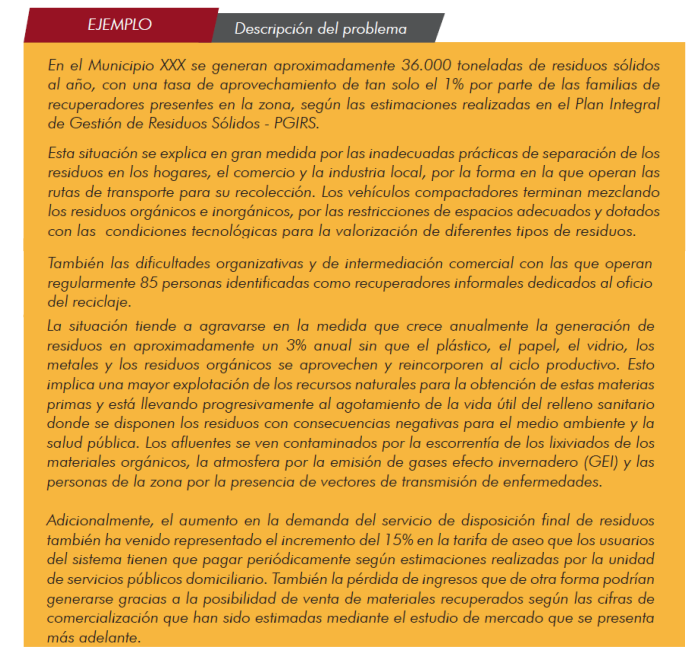 EJEMPLO
Descripción del problema
En el Municipio XXX se generan aproximadamente 36.000 toneladas de residuos sólidos
al año, con una tasa de aprovechamiento de tan solo el 1% por parte de las familias de
recuperadores presentes en la zona, según las estimaciones realizadas en el Plan Integral
de Gestión de Residuos Sólidos - PGIRS.
Esta situación se explica en gran medida por las inadecuadas prácticas de separación de los
residuos en los hogares, el comercio y la industria local, por la forma en la que operan las
rutas de transporte para su recolección. Los vehículos compactadores terminan mezclando
los residuos orgánicos e inorgánicos, por las restricciones de espacios adecuados y dotados
con las condiciones tecnológicas para la valorización de diferentes tipos de residuos.
También las dificultades organizativas y de intermediación comercial con las que operan
regularmente 85 personas identificadas como recuperadores informales dedicados al oficio
del reciclaje.
La situación tiende a agravarse en la medida que crece anualmente la generación de
residuos en aproximadamente un 3% anual sin que el plástico, el papel, el vidrio, los
metales y los residuos orgánicos se aprovechen y reincorporen al ciclo productivo. Esto
implica una mayor explotación de los recursos naturales para la obtención de estas materias
primas y está llevando progresivamente al agotamiento de la vida útil del relleno sanitario
donde se disponen los residuos con consecuencias negativas para el medio ambiente y la
salud pública. Los afluentes se ven contaminados por la escorrentía de los lixiviados de los
materiales orgánicos, la atmosfera por la emisión de gases efecto invernadero (GEI) y las
personas de la zona por la presencia de vectores de transmisión de enfermedades.
Adicionalmente, el aumento en la demanda del servicio de disposición final de residuos
también ha venido representado el incremento del 15% en la tarifa de aseo que los usuarios
del sistema tienen que pagar periódicamente según estimaciones realizadas por la unidad
de servicios públicos domiciliario. También la pérdida de ingresos que de otra forma podrían
generarse gracias a la posibilidad de venta de materiales recuperados según las cifras de
comercialización que han sido estimadas mediante el estudio de mercado que se presenta
más adelante.